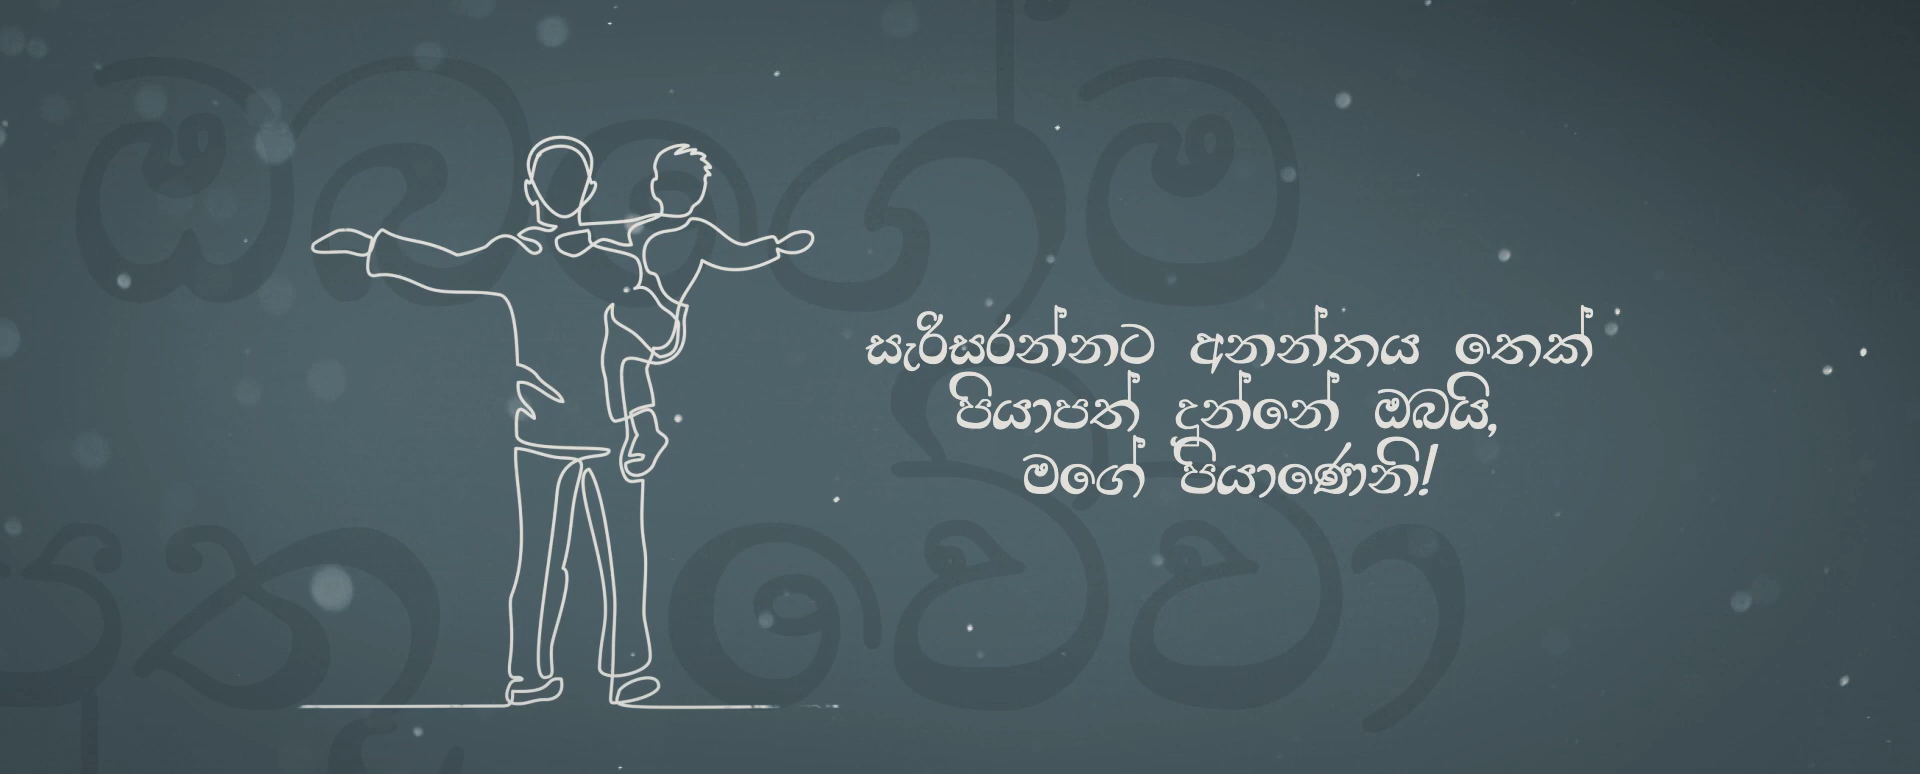 සැරිසරන්නට අනන්තය තෙක්
පියාපත් දුන්නේ ඔබයි,
මගේ පියාණෙනි!